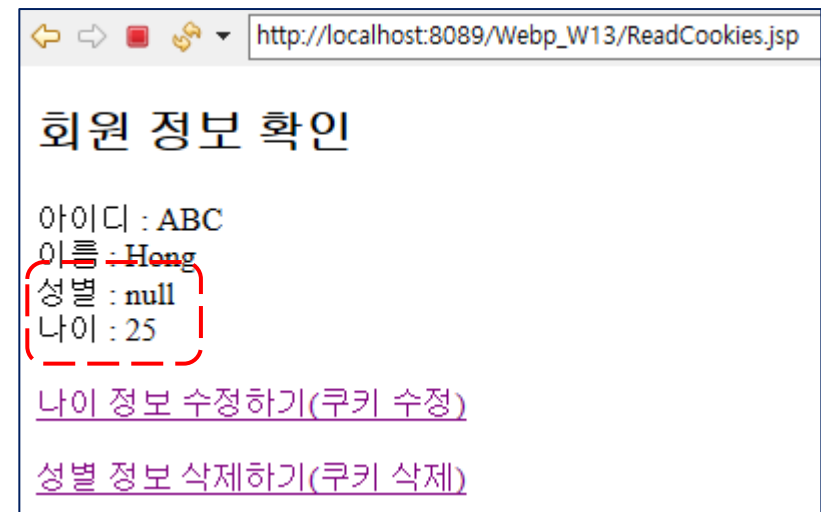 http://localhost:8089/Webp_W13/ReadCookies.jsp
회원 정보 확인
아이디 : ABC
이름 : Hong
성별 : null
나이 : 25
나이 정보 수정하기(쿠키 수정)
성별 정보 삭제하기(쿠키 삭제)